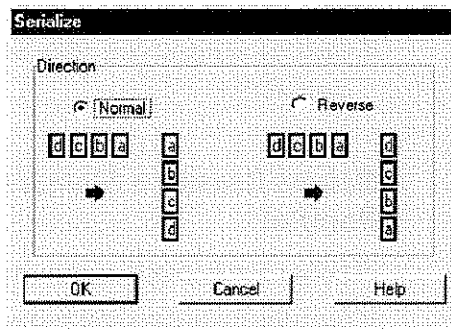 Serialize
Direction
Normal
Reverse
d c b a
a
b
c
d
d c b a
d
c
b
a
OK
Cancel
Help